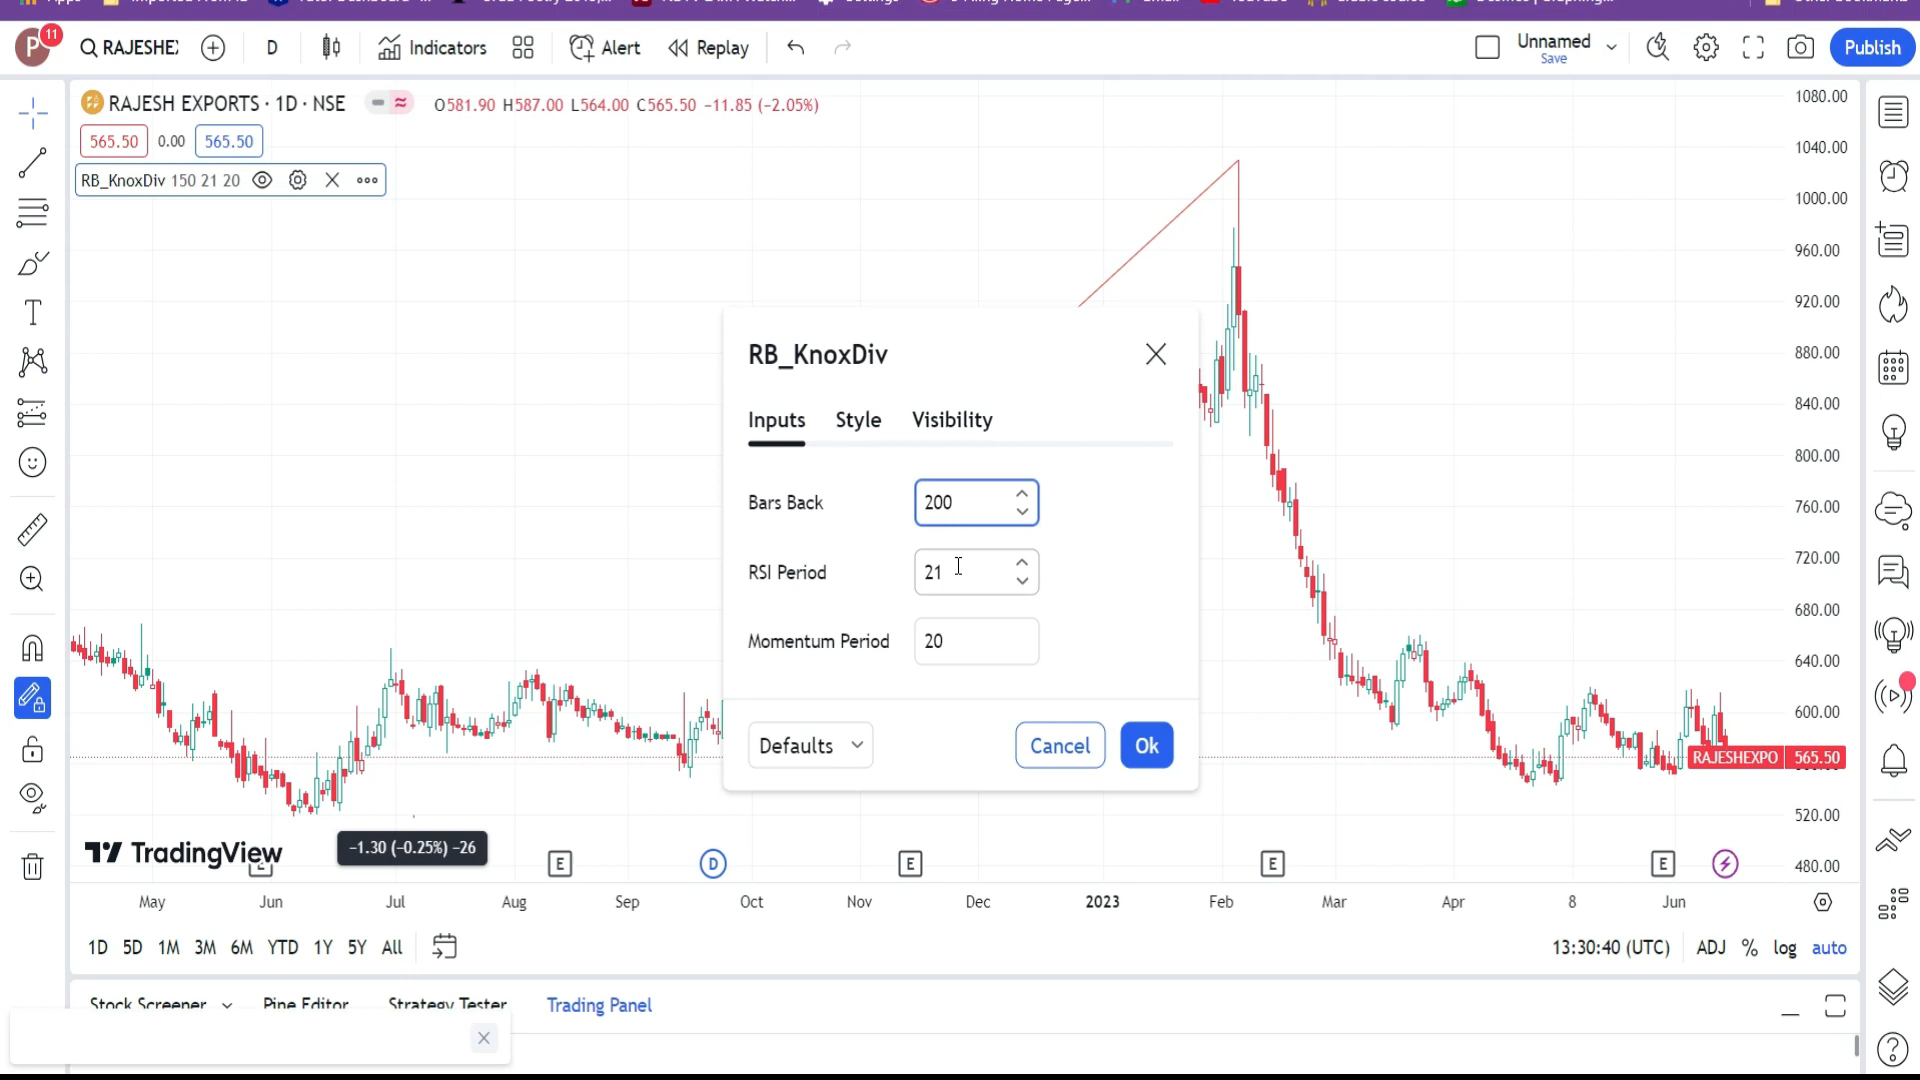 P 11 RAJESHEX D Indicators Alert Replay Unnamed Save Publish
RAJESH EXPORTS · 1D · NSE O581.90 H587.00 L564.00 C565.50 −11.85 (−2.05%)
565.50 0.00 565.50
RB_KnoxDiv 150 21 20
1080.00
1040.00
1000.00
960.00
920.00
880.00
840.00
800.00
760.00
720.00
680.00
640.00
600.00
RAJESHEXPO 565.50
520.00
480.00
RB_KnoxDiv
Inputs Style Visibility
Bars Back 200
RSI Period 21
Momentum Period 20
Defaults Cancel Ok
TradingView
−1.30 (−0.25%) −26
E E D E E E
May Jun Jul Aug Sep Oct Nov Dec 2023 Feb Mar Apr 8 Jun
1D 5D 1M 3M 6M YTD 1Y 5Y All 13:30:40 (UTC) ADJ % log auto
Stock Screener Pine Editor Strategy Tester Trading Panel